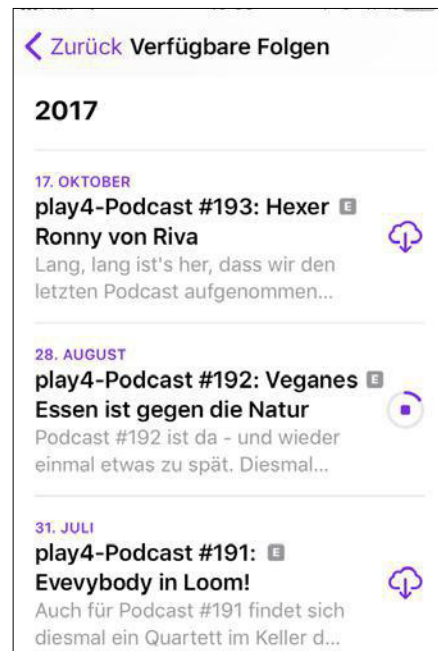 Zurück Verfügbare Folgen
2017
17. OKTOBER
play4-Podcast #193: Hexer E
Ronny von Riva
Lang, lang ist's her, dass wir den
letzten Podcast aufgenommen...
28. AUGUST
play4-Podcast #192: Veganes E
Essen ist gegen die Natur
Podcast #192 ist da - und wieder
einmal etwas zu spät. Diesmal...
31. JULI
play4-Podcast #191: E
Evevybody in Loom!
Auch für Podcast #191 findet sich
diesmal ein Quartett im Keller d...